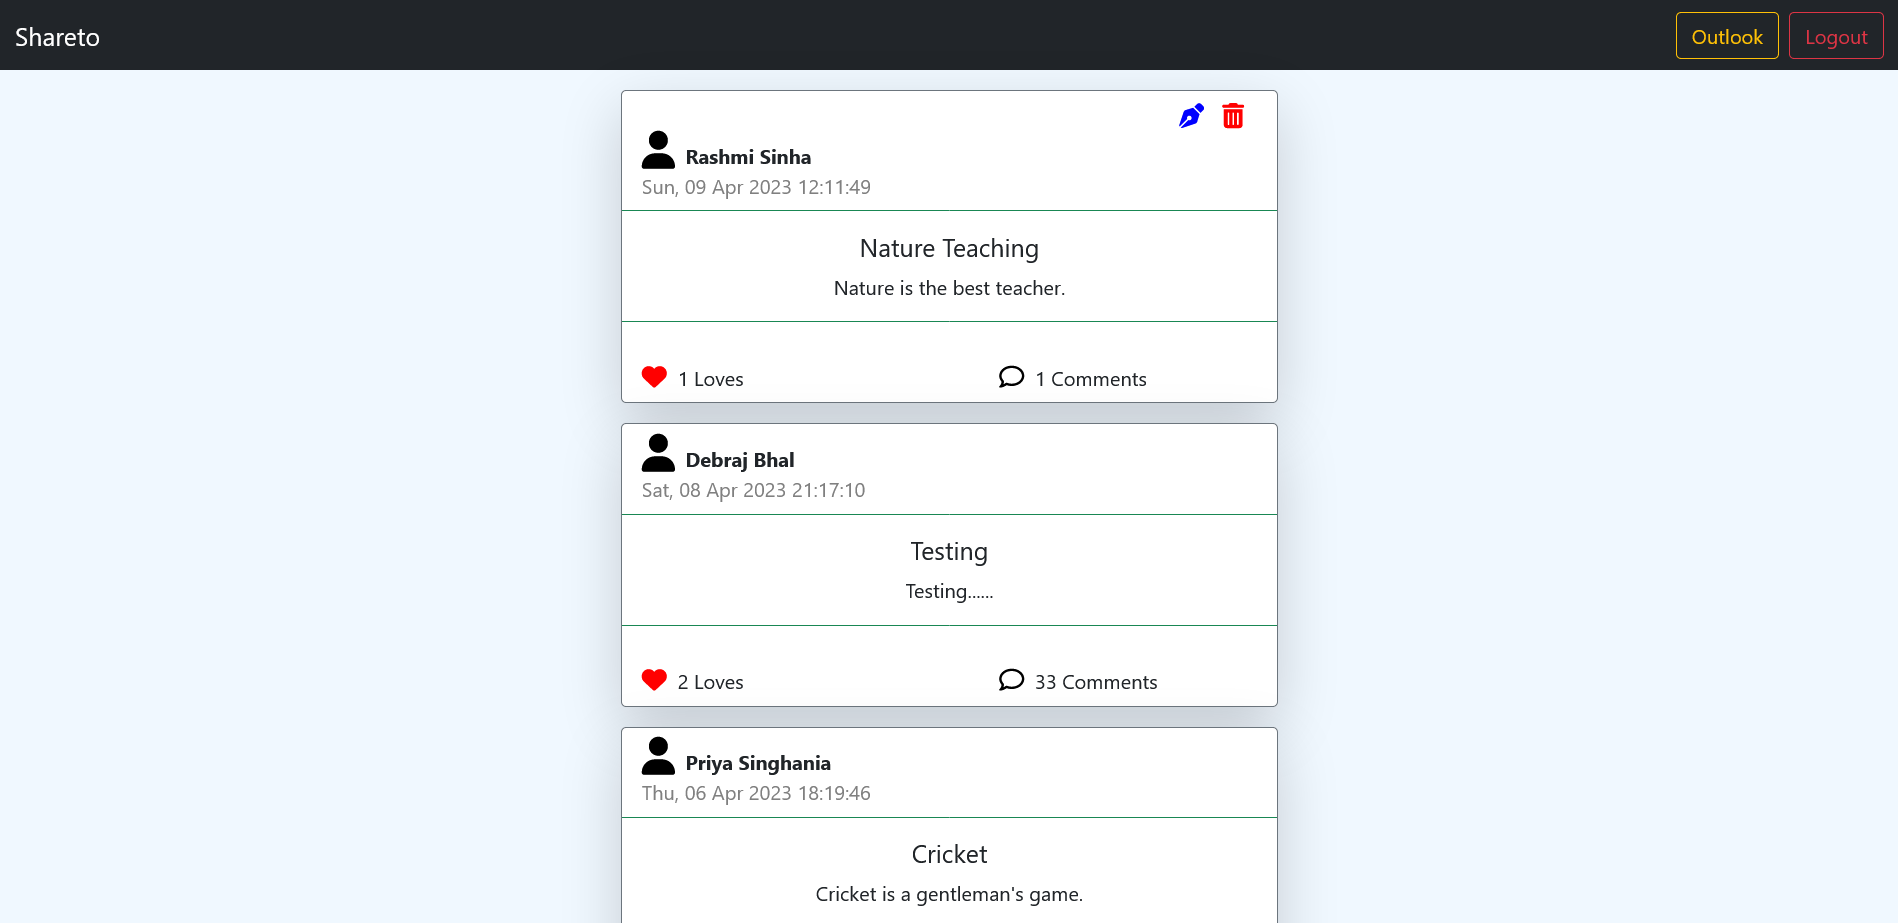 Shareto
Outlook
Logout
Rashmi Sinha
Sun, 09 Apr 2023 12:11:49
Nature Teaching
Nature is the best teacher.
1 Loves
1 Comments
Debraj Bhal
Sat, 08 Apr 2023 21:17:10
Testing
Testing......
2 Loves
33 Comments
Priya Singhania
Thu, 06 Apr 2023 18:19:46
Cricket
Cricket is a gentleman's game.